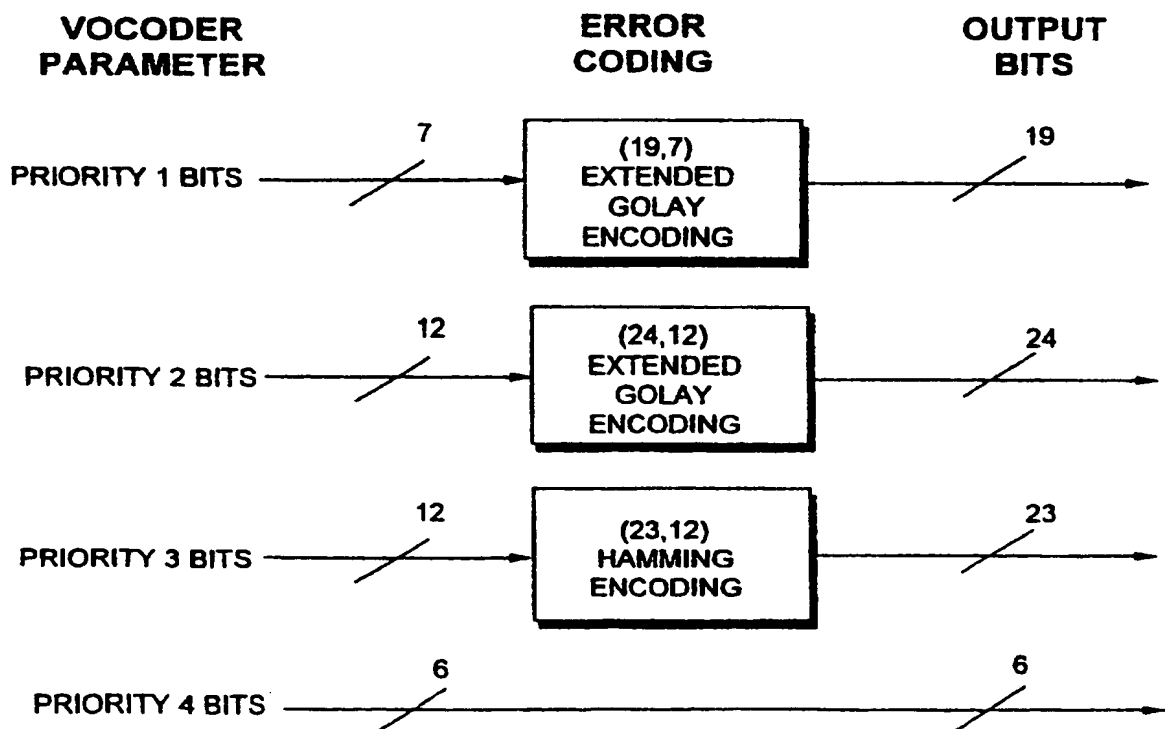 VOCODER
PARAMETER
ERROR
CODING
OUTPUT
BITS
PRIORITY 1 BITS
7
(19,7)
EXTENDED
GOLAY
ENCODING
19
PRIORITY 2 BITS
12
(24,12)
EXTENDED
GOLAY
ENCODING
24
PRIORITY 3 BITS
12
(23,12)
HAMMING
ENCODING
23
PRIORITY 4 BITS
6
6